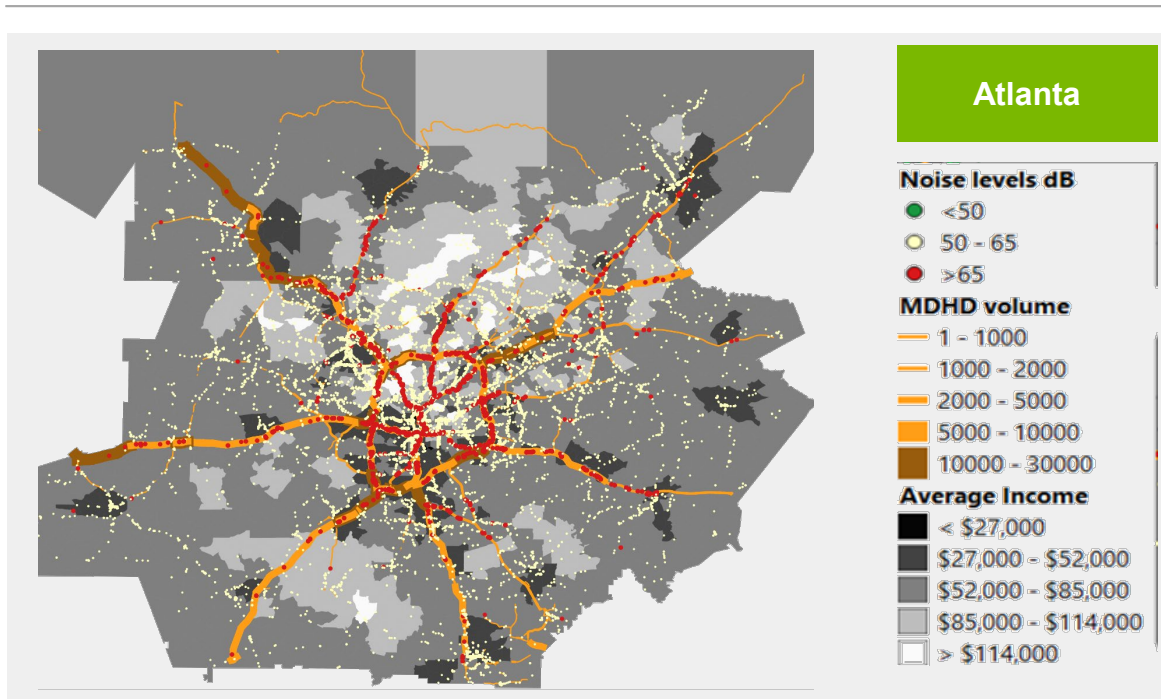 Atlanta
Noise levels dB
<50
50 - 65
>65
MDHD volume
1 - 1000
1000 - 2000
2000 - 5000
5000 - 10000
10000 - 30000
Average Income
< $27,000
$27,000 - $52,000
$52,000 - $85,000
$85,000 - $114,000
> $114,000